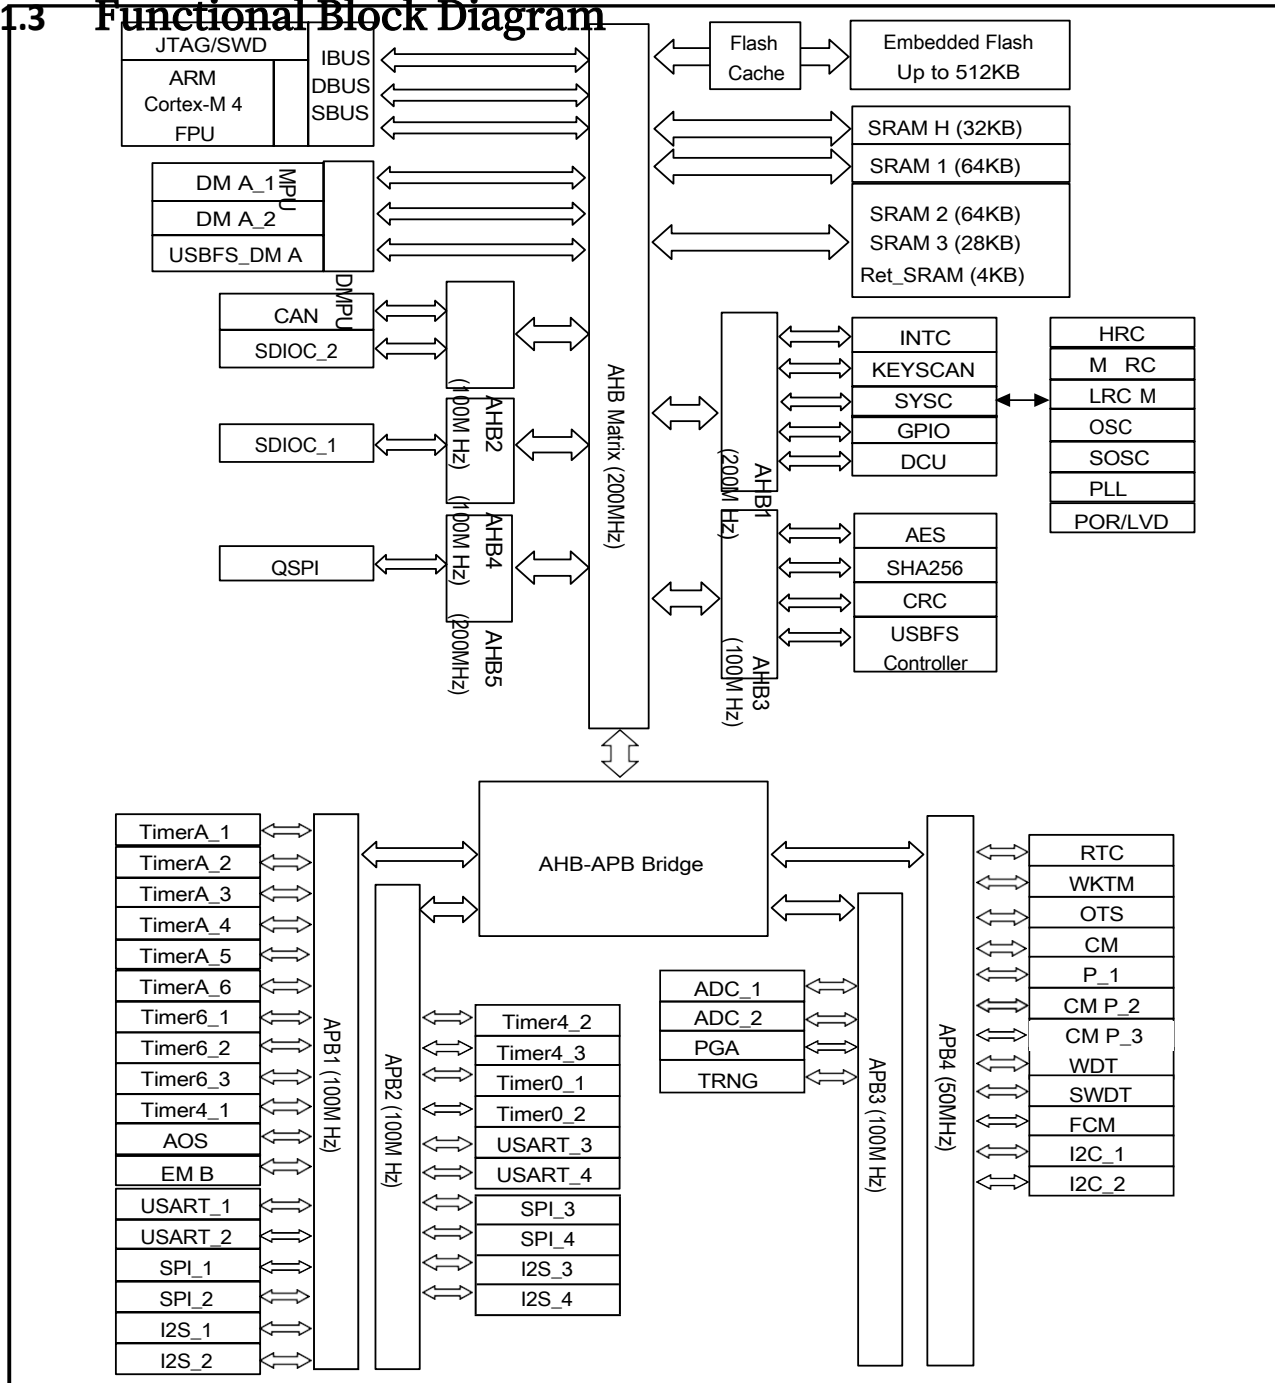 1.3 Functional Block Diagram
JTAG/SWD
ARM
Cortex-M 4
FPU
IBUS
DBUS
SBUS
MPU
DM A_1
DM A_2
USBFS_DM A
DMPU
CAN
SDIOC_2
SDIOC_1
QSPI
AHB2
(100M Hz)
AHB4
(100M Hz)
AHB5
(200MHz)
AHB Matrix (200MHz)
Flash
Cache
Embedded Flash
Up to 512KB
SRAM H (32KB)
SRAM 1 (64KB)
SRAM 2 (64KB)
SRAM 3 (28KB)
Ret_SRAM (4KB)
AHB1
(200M Hz)
INTC
KEYSCAN
SYSC
GPIO
DCU
HRC
M RC
LRC M
OSC
SOSC
PLL
POR/LVD
AHB3
(100M Hz)
AES
SHA256
CRC
USBFS
Controller
AHB-APB Bridge
TimerA_1
TimerA_2
TimerA_3
TimerA_4
TimerA_5
TimerA_6
Timer6_1
Timer6_2
Timer6_3
Timer4_1
AOS
EM B
USART_1
USART_2
SPI_1
SPI_2
I2S_1
I2S_2
APB1 (100M Hz)
APB2 (100M Hz)
Timer4_2
Timer4_3
Timer0_1
Timer0_2
USART_3
USART_4
SPI_3
SPI_4
I2S_3
I2S_4
ADC_1
ADC_2
PGA
TRNG
APB3 (100M Hz)
APB4 (50MHz)
RTC
WKTM
OTS
CM
P_1
CM P_2
CM P_3
WDT
SWDT
FCM
I2C_1
I2C_2